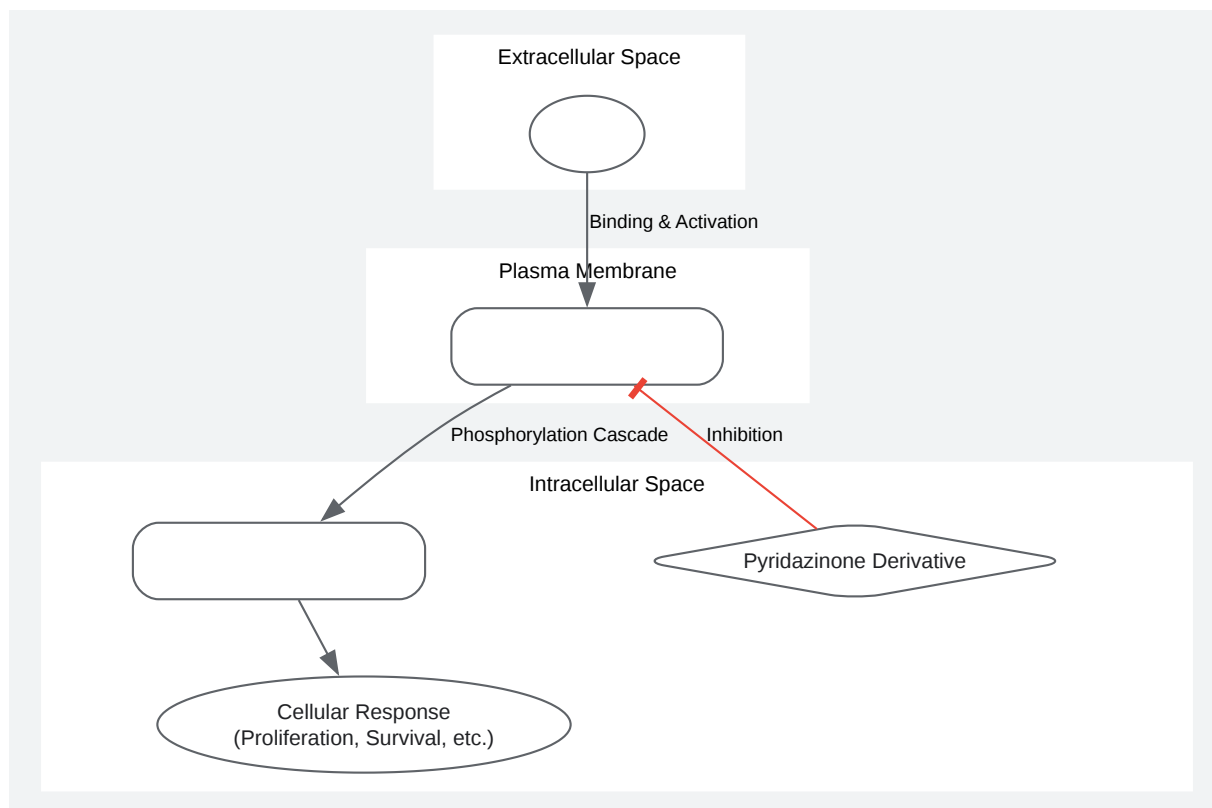 Extracellular Space
Binding & Activation
Plasma Membrane
Phosphorylation Cascade
Inhibition
Intracellular Space
Pyridazinone Derivative
Cellular Response
(Proliferation, Survival, etc.)